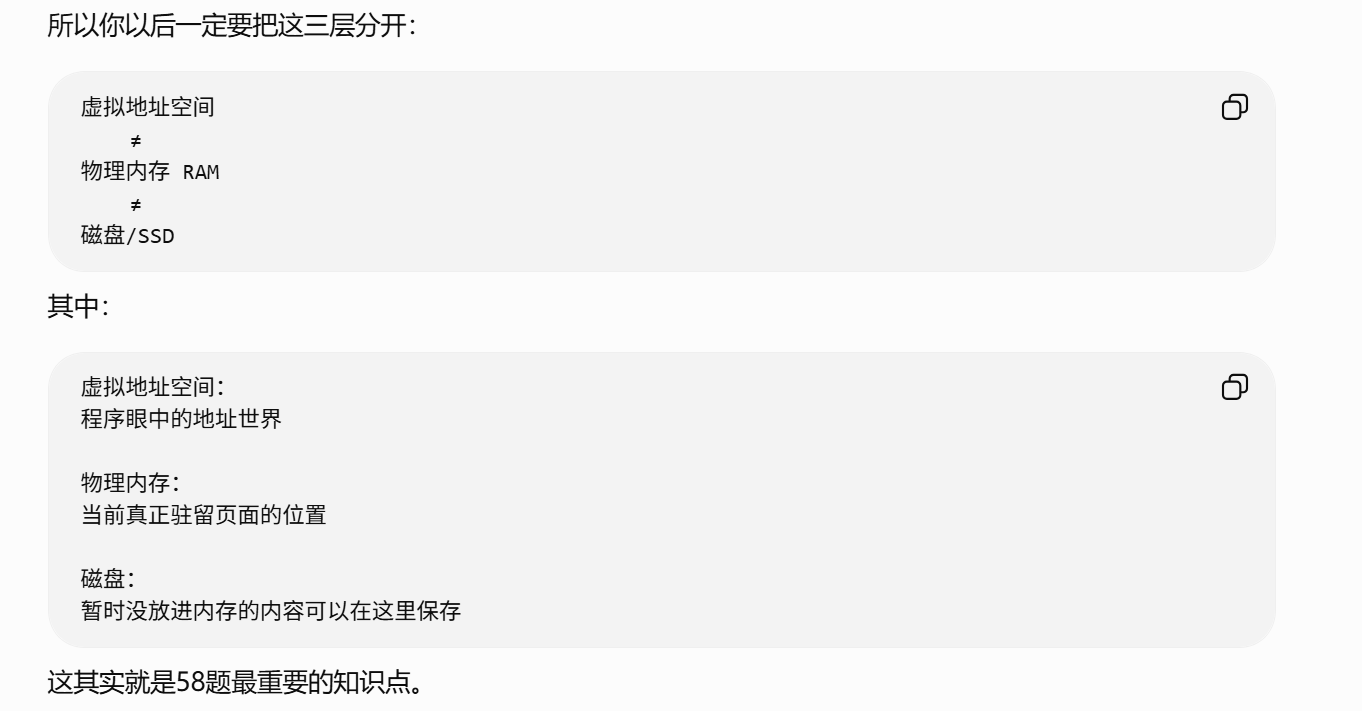 所以你以后一定要把这三层分开：
虚拟地址空间
≠
物理内存 RAM
≠
磁盘/SSD
其中：
虚拟地址空间：
程序眼中的地址世界
物理内存：
当前真正驻留页面的位置
磁盘：
暂时没放进内存的内容可以在这里保存
这其实就是58题最重要的知识点。